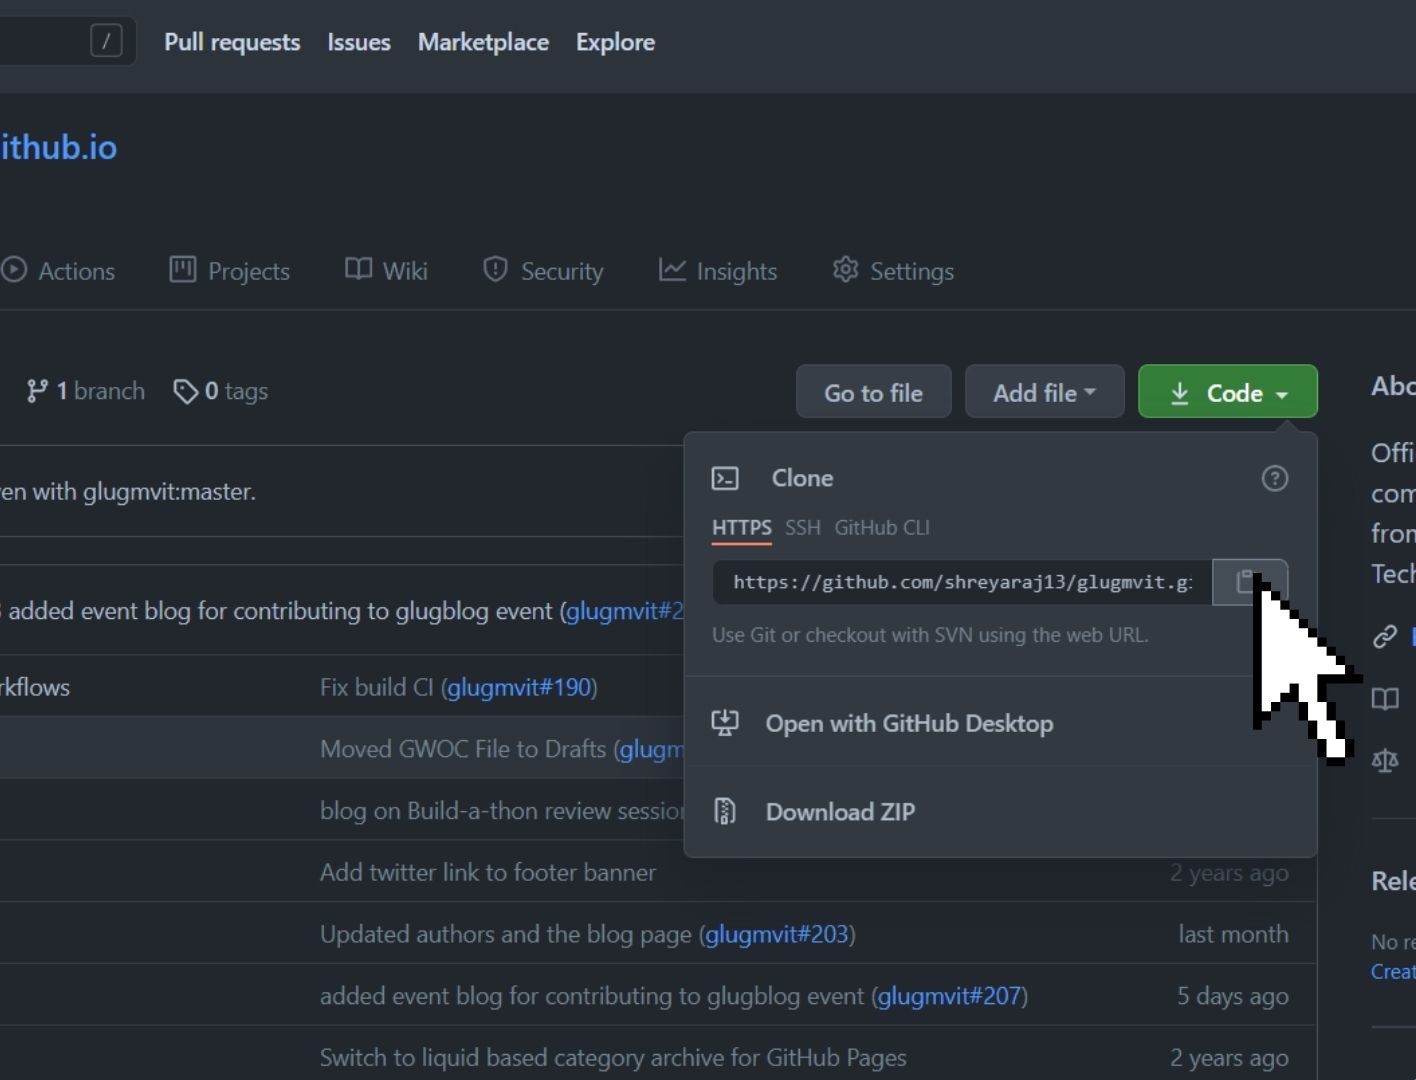 / Pull requests Issues Marketplace Explore
ithub.io
Actions Projects Wiki Security Insights Settings
1 branch 0 tags
Go to file Add file Code
en with glugmvit:master.
added event blog for contributing to glugblog event (glugmvit#2
rkflows Fix build CI (glugmvit#190)
Moved GWOC File to Drafts (glugm
blog on Build-a-thon review session
Add twitter link to footer banner 2 years ago
Updated authors and the blog page (glugmvit#203) last month
added event blog for contributing to glugblog event (glugmvit#207) 5 days ago
Switch to liquid based category archive for GitHub Pages 2 years ago
Clone
HTTPS SSH GitHub CLI
https://github.com/shreyaraj13/glugmvit.gi
Use Git or checkout with SVN using the web URL.
Open with GitHub Desktop
Download ZIP
Abo
Offi
com
from
Tech
Rele
No re
Creat